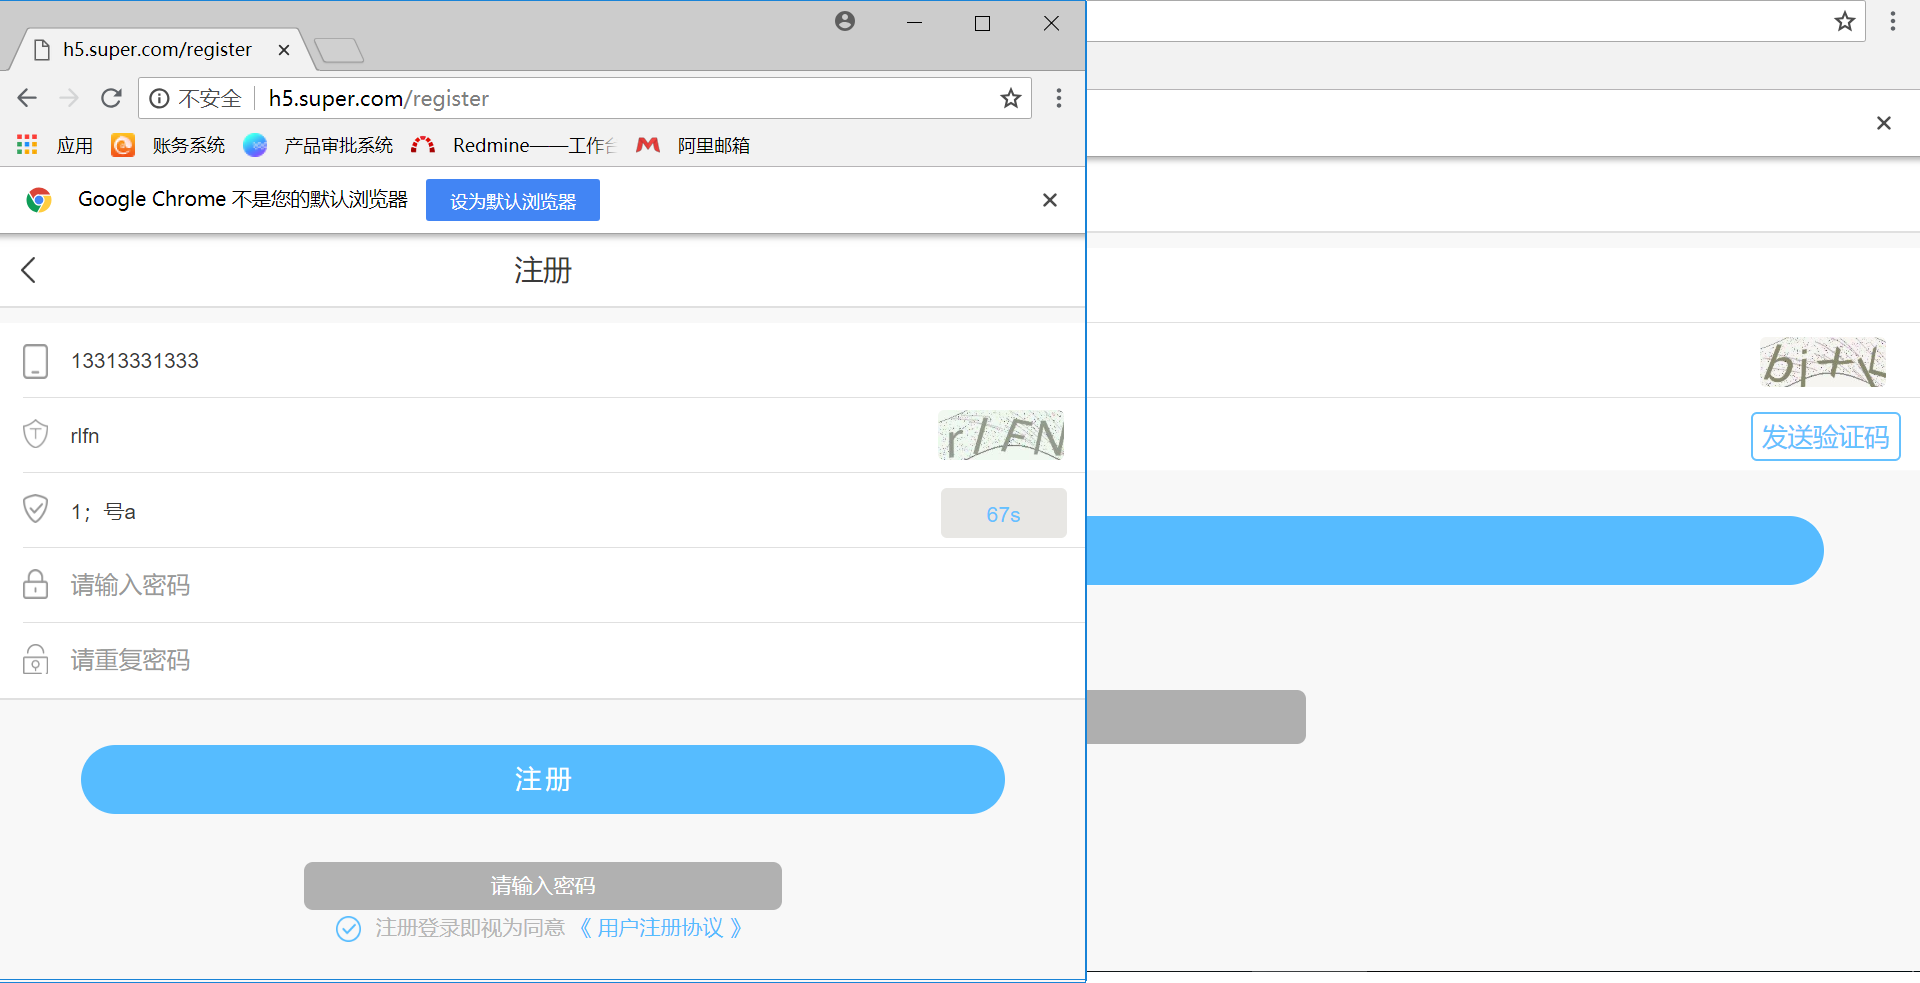 h5.super.com/register
不安全
h5.super.com/register
应用
账务系统
产品审批系统
Redmine——工作台
阿里邮箱
Google Chrome 不是您的默认浏览器
设为默认浏览器
注册
13313331333
rlfn
rlFN
bi+L
1；号a
67s
发送验证码
请输入密码
请重复密码
注册
请输入密码
注册登录即视为同意 《 用户注册协议 》